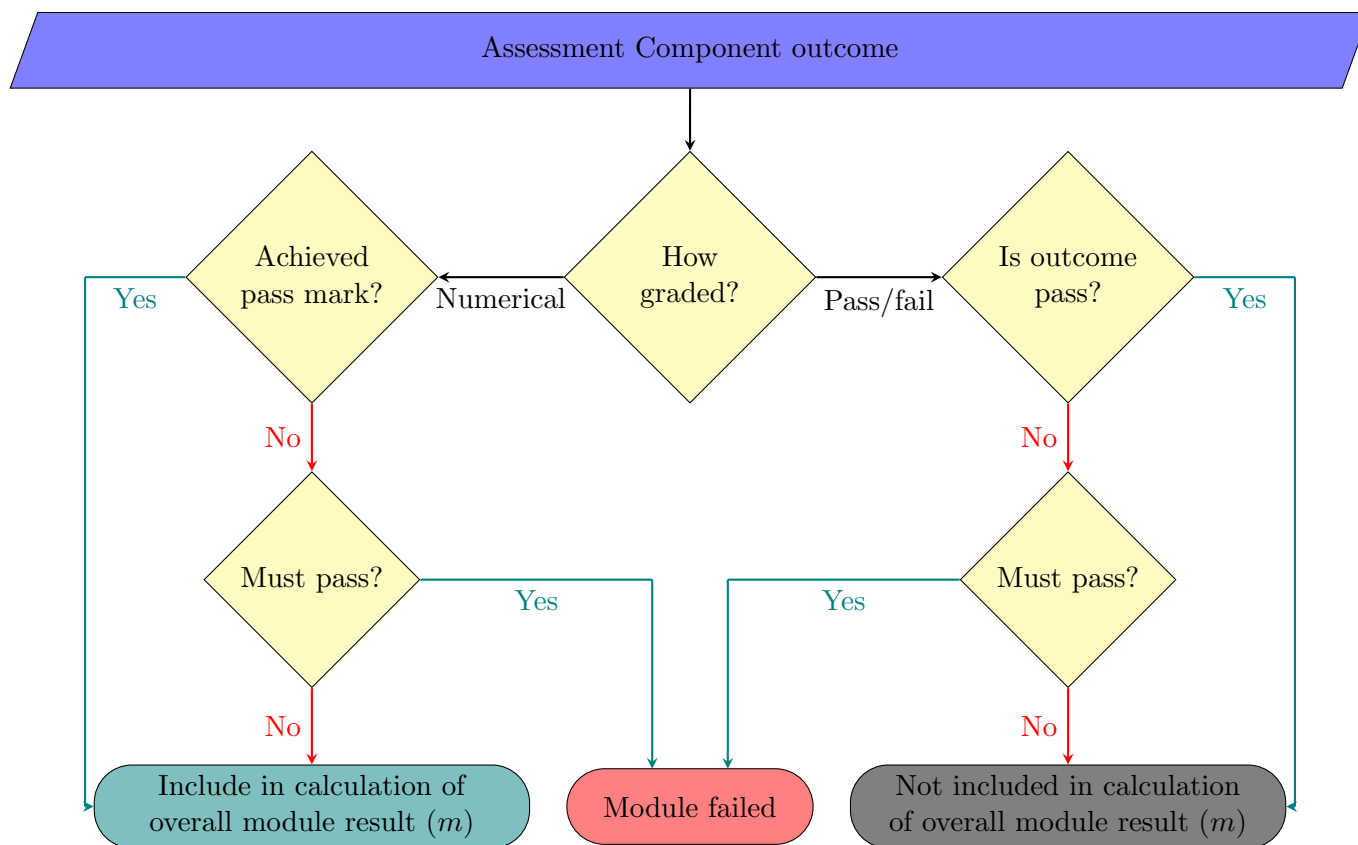 Assessment Component outcome
Achieved
pass mark?
How
graded?
Is outcome
pass?
Yes
Numerical
Pass/fail
Yes
No
No
Must pass?
Must pass?
Yes
Yes
No
No
Include in calculation of
overall module result (m)
Module failed
Not included in calculation
of overall module result (m)